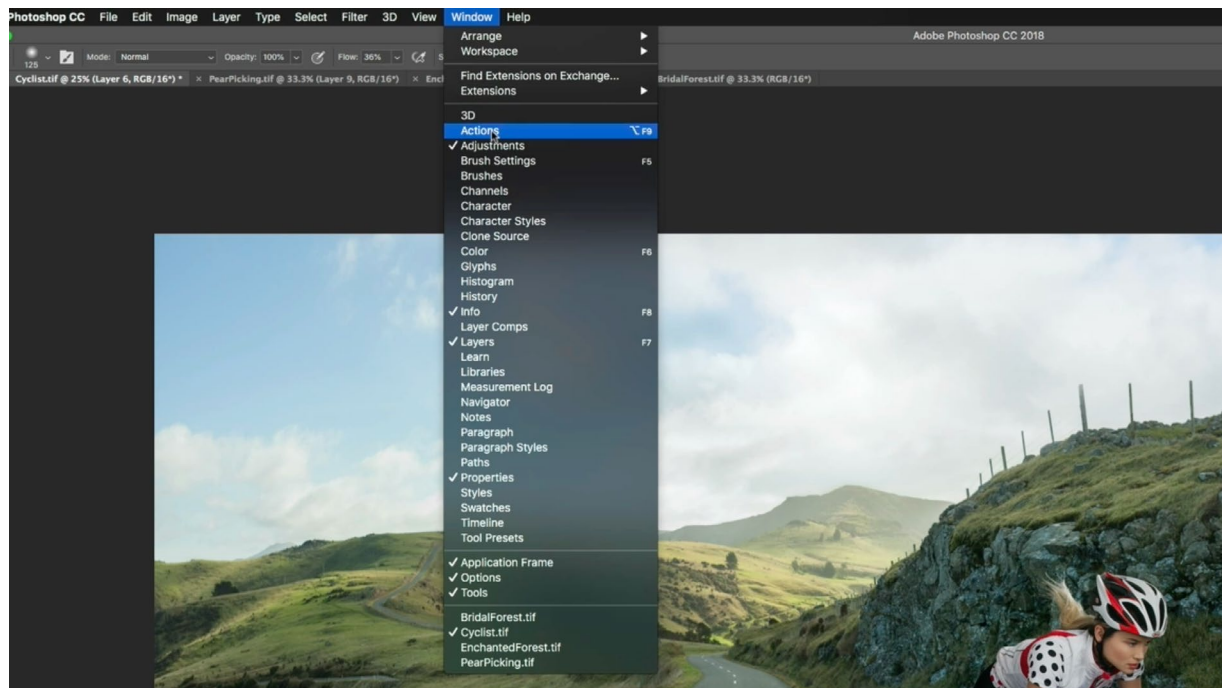 Photoshop CC File Edit Image Layer Type Select Filter 3D View Window Help
Adobe Photoshop CC 2018
125 Mode: Normal Opacity: 100% Flow: 36% S
Cyclist.tif @ 25% (Layer 6, RGB/16*) * × PearPicking.tif @ 33.3% (Layer 9, RGB/16*) × Encl BridalForest.tif @ 33.3% (RGB/16*)
Arrange
Workspace
Find Extensions on Exchange...
Extensions
3D
Actions ⌥ F9
✓ Adjustments
Brush Settings F5
Brushes
Channels
Character
Character Styles
Clone Source
Color F6
Glyphs
Histogram
History
✓ Info F8
Layer Comps
✓ Layers F7
Learn
Libraries
Measurement Log
Navigator
Notes
Paragraph
Paragraph Styles
Paths
✓ Properties
Styles
Swatches
Timeline
Tool Presets
✓ Application Frame
✓ Options
✓ Tools
BridalForest.tif
✓ Cyclist.tif
EnchantedForest.tif
PearPicking.tif